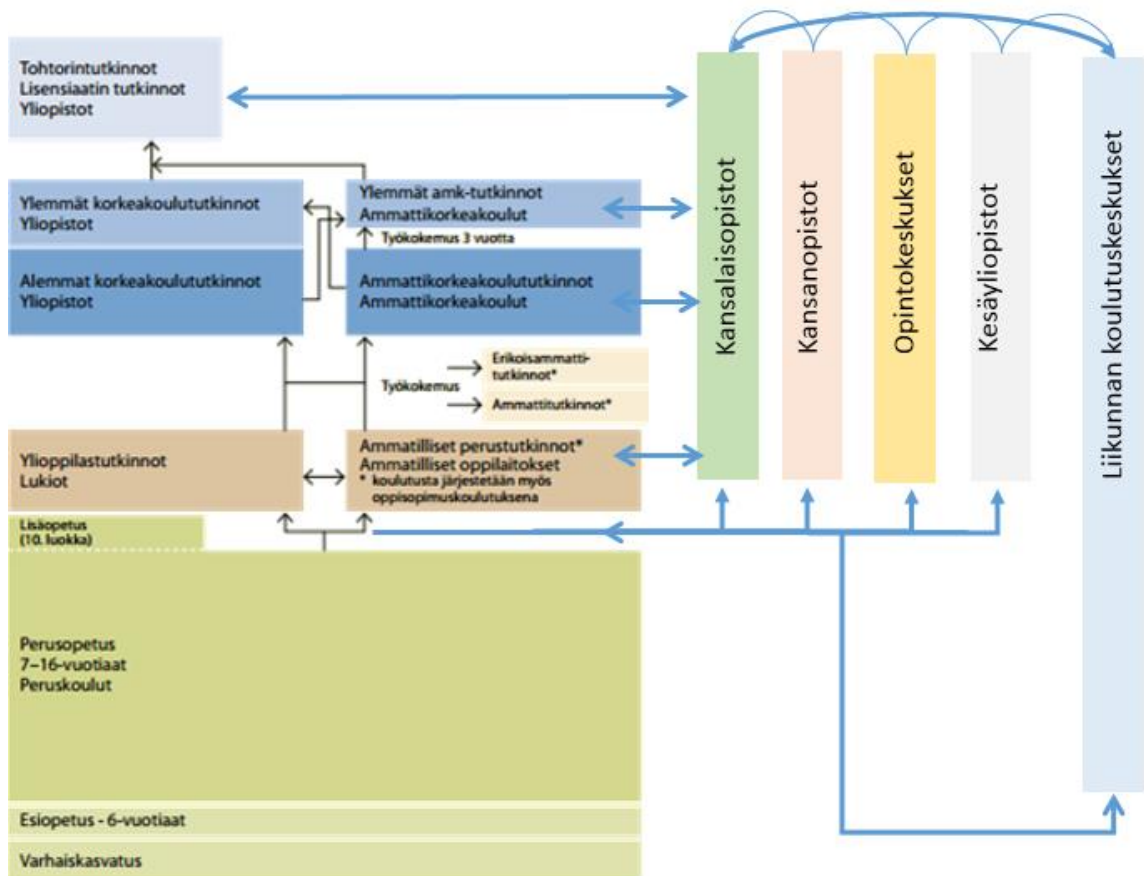 Tohtorintutkinnot
Lisensiaatin tutkinnot
Yliopistot
Ylemmät korkeakoulututkinnot
Yliopistot
Ylemmät amk-tutkinnot
Ammattikorkeakoulut
Työkokemus 3 vuotta
Alemmat korkeakoulututkinnot
Yliopistot
Ammattikorkeakoulututkinnot
Ammattikorkeakoulut
Työkokemus
Erikoisammatti-
tutkinnot*
Ammattitutkinnot*
Ylioppilastutkinnot
Lukiot
Ammatilliset perustutkinnot*
Ammatilliset oppilaitokset
* koulutusta järjestetään myös
oppisopimuskoulutuksena
Lisäopetus
(10. luokka)
Perusopetus
7–16-vuotiaat
Peruskoulut
Esiopetus - 6-vuotiaat
Varhaiskasvatus
Kansalaisopistot
Kansanopistot
Opintokeskukset
Kesäyliopistot
Liikunnan koulutuskeskukset